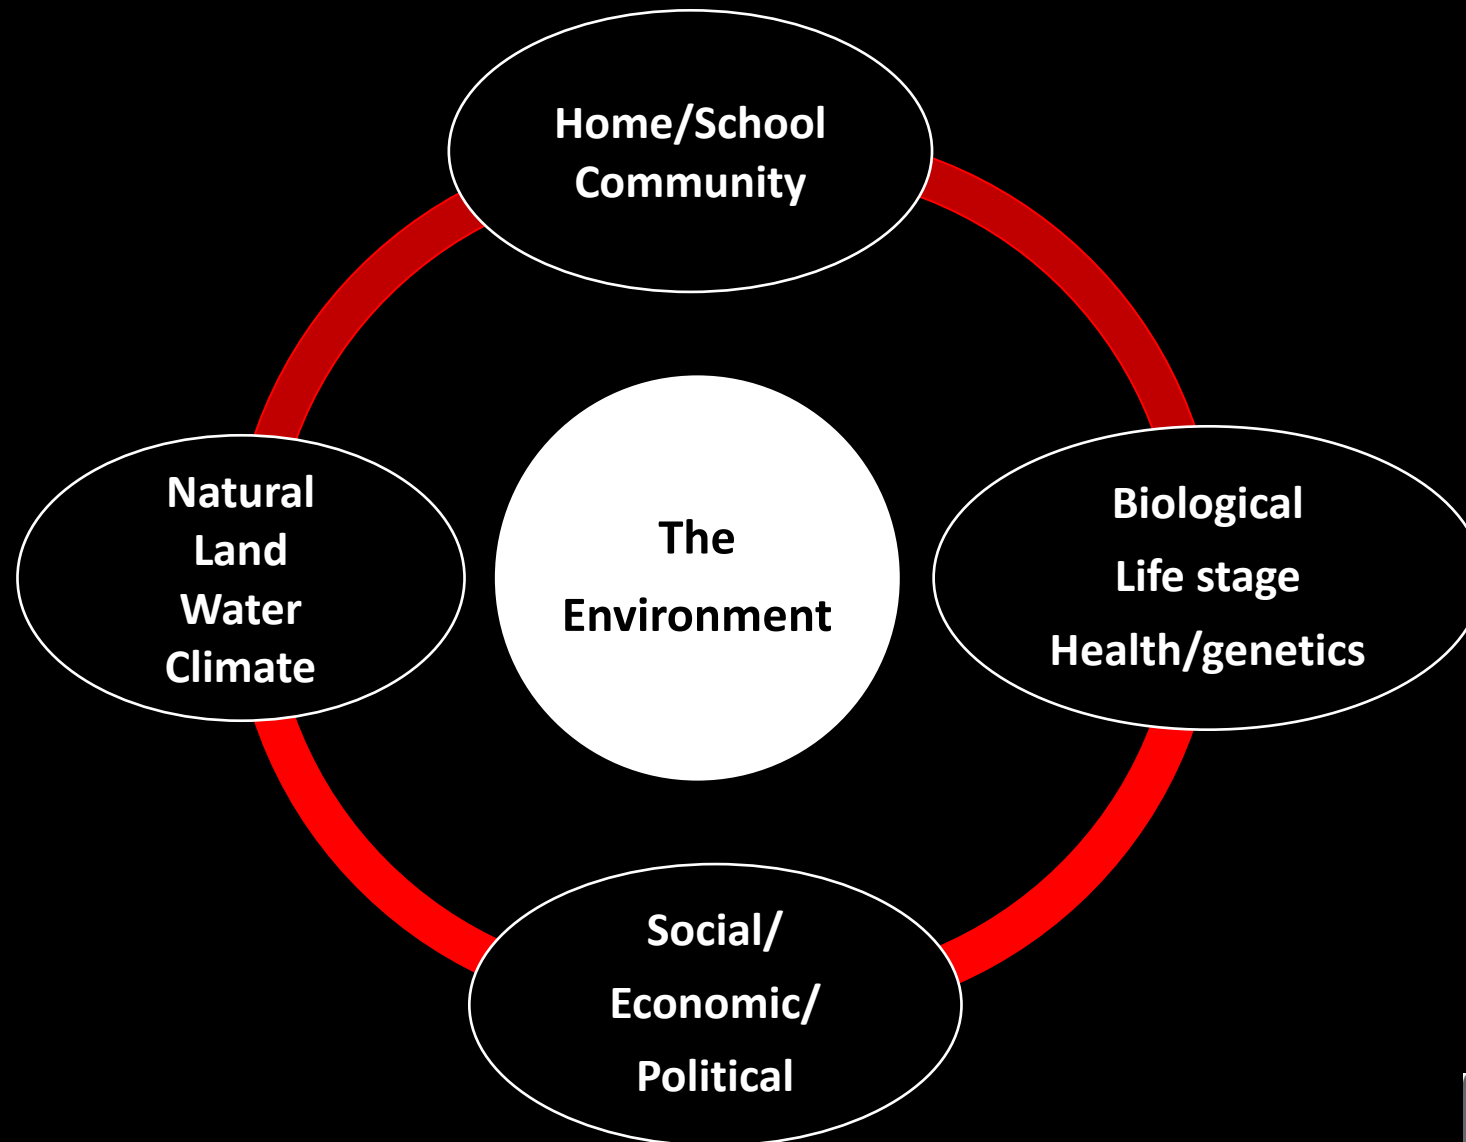 Home/School
Community
Natural
Land
Water
Climate
The
Environment
Biological
Life stage
Health/genetics
Social/
Economic/
Political